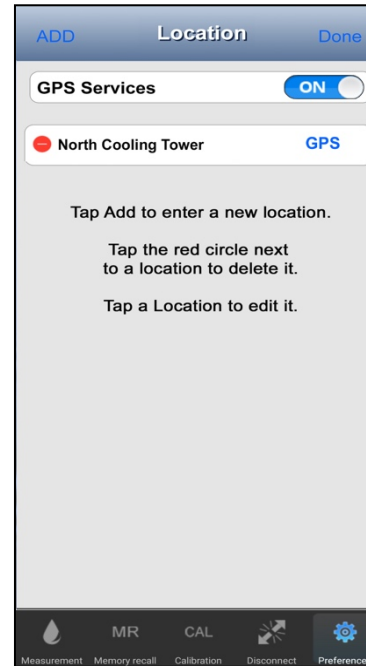 ADD Location Done
GPS Services ON
North Cooling Tower GPS
Tap Add to enter a new location.
Tap the red circle next
to a location to delete it.
Tap a Location to edit it.
MR CAL
Measurement Memory recall Calibration Disconnect Preference